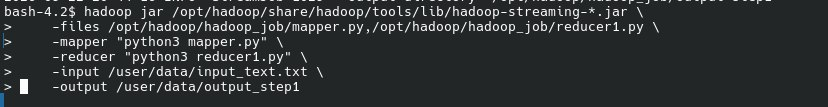 bash-4.2$ hadoop jar /opt/hadoop/share/hadoop/tools/lib/hadoop-streaming-*.jar \
>     -files /opt/hadoop/hadoop_job/mapper.py,/opt/hadoop/hadoop_job/reducer1.py \
>     -mapper "python3 mapper.py" \
>     -reducer "python3 reducer1.py" \
>     -input /user/data/input_text.txt \
>     -output /user/data/output_step1